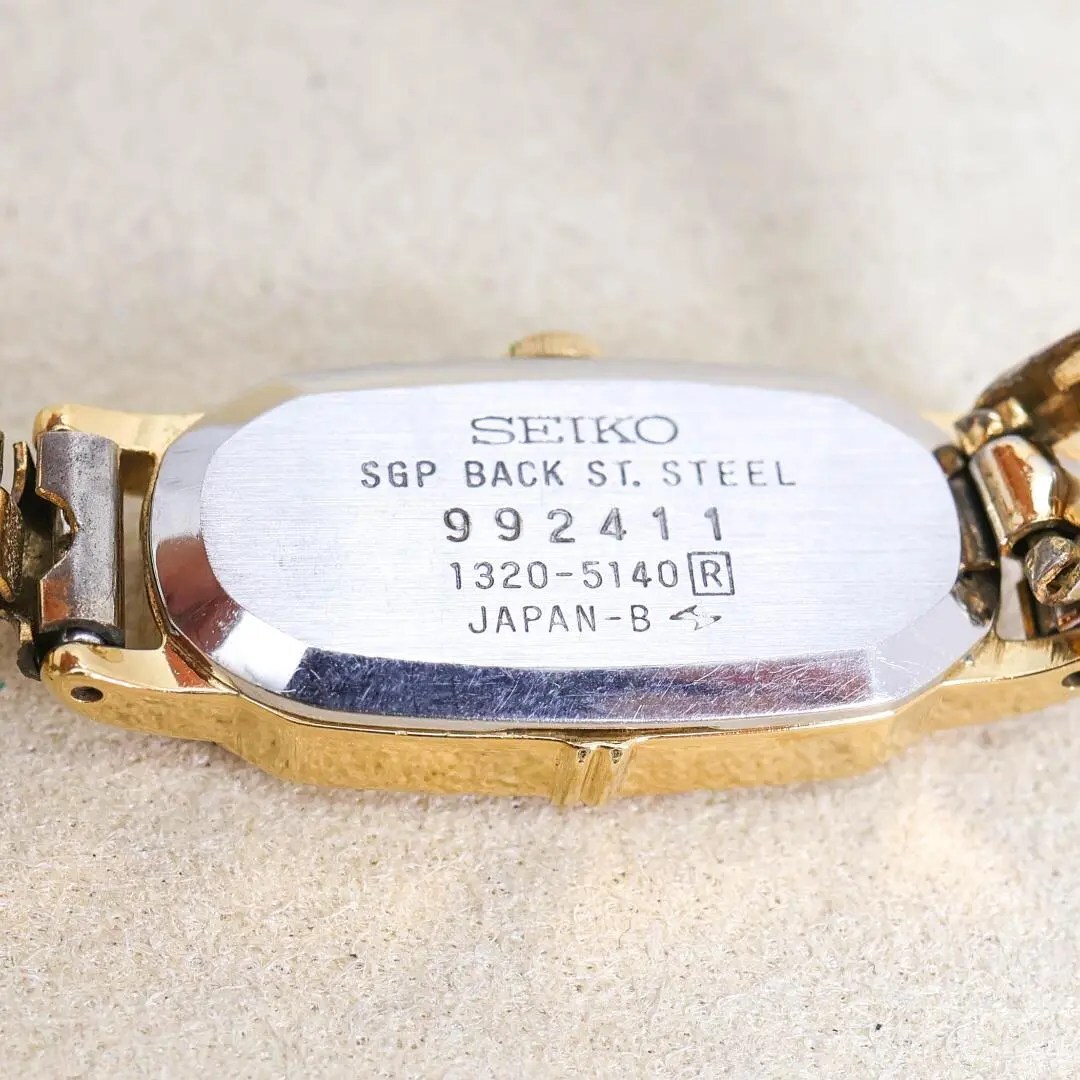 SEIKO
SGP BACK ST. STEEL
992411
1320-5140 R
JAPAN-B